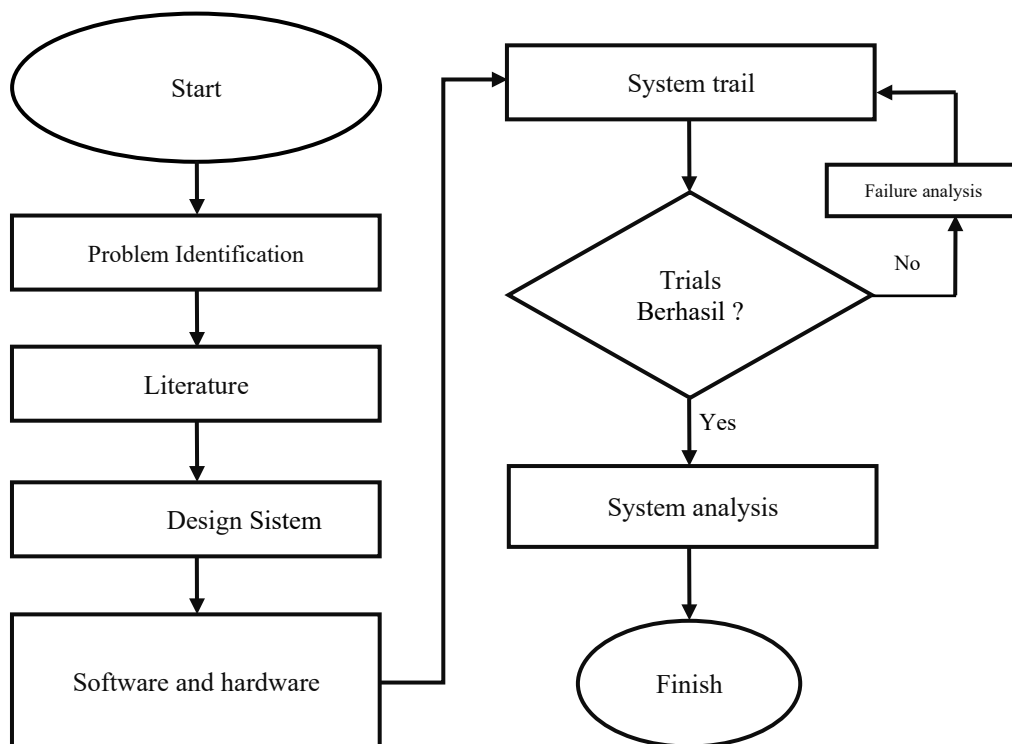 Start
Problem Identification
Literature
Design Sistem
Software and hardware
System trail
Failure analysis
No
Trials
Berhasil ?
Yes
System analysis
Finish